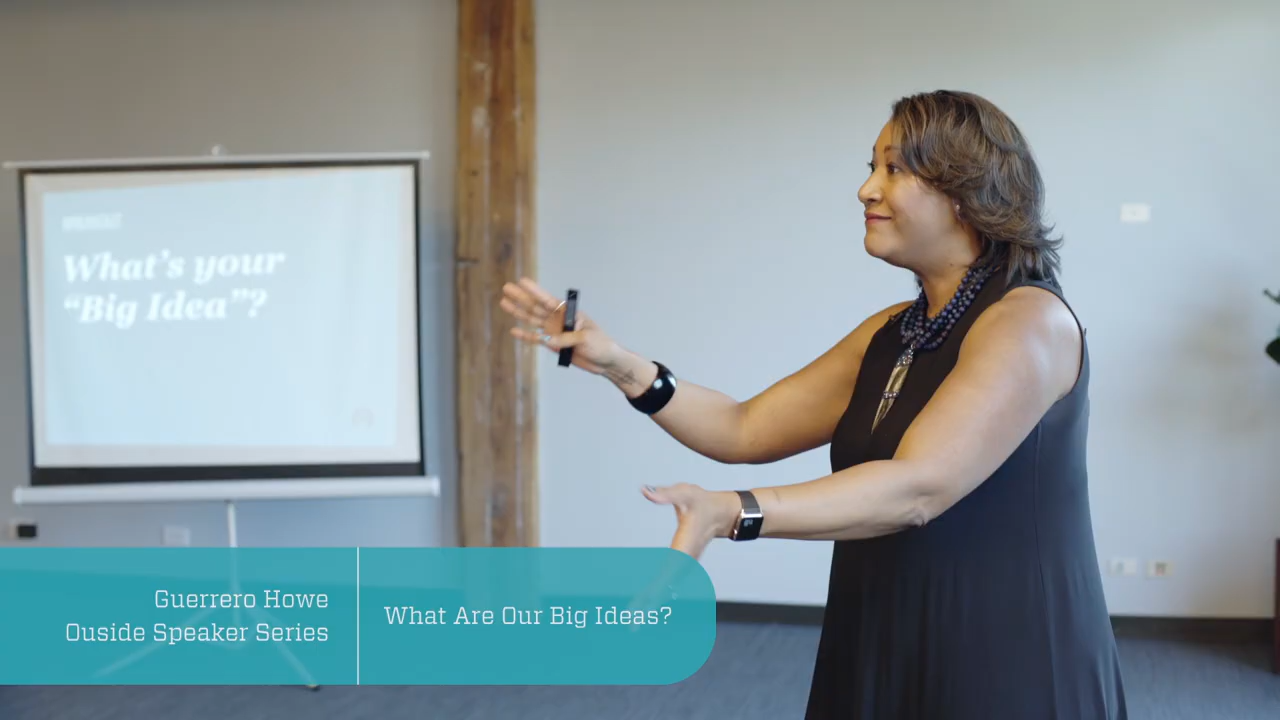 What's your
“Big Idea”?
Guerrero Howe
Ouside Speaker Series
What Are Our Big Ideas?